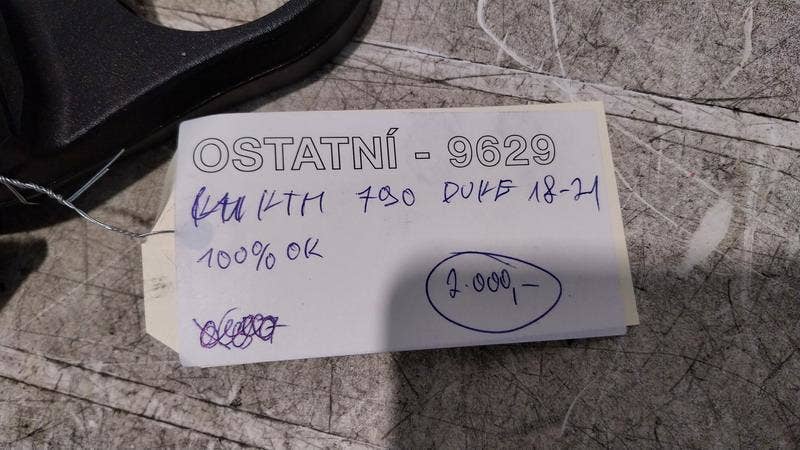 OSTATNÍ - 9629
KTM 790 DUKE 18-21
100% OK
2.000,-